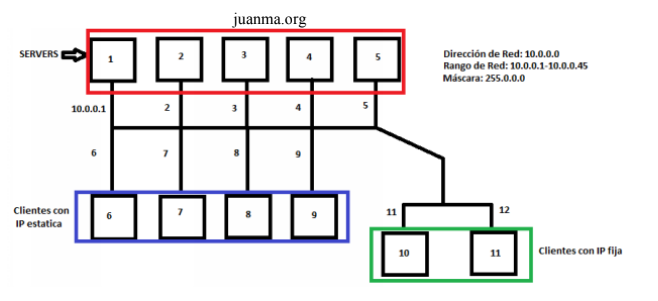 juanma.org
SERVERS
1
2
3
4
5
Dirección de Red: 10.0.0.0
Rango de Red: 10.0.0.1-10.0.0.45
Máscara: 255.0.0.0
10.0.0.1
2
3
4
5
6
7
8
9
Clientes con
IP estatica
6
7
8
9
11
12
10
11
Clientes con IP fija